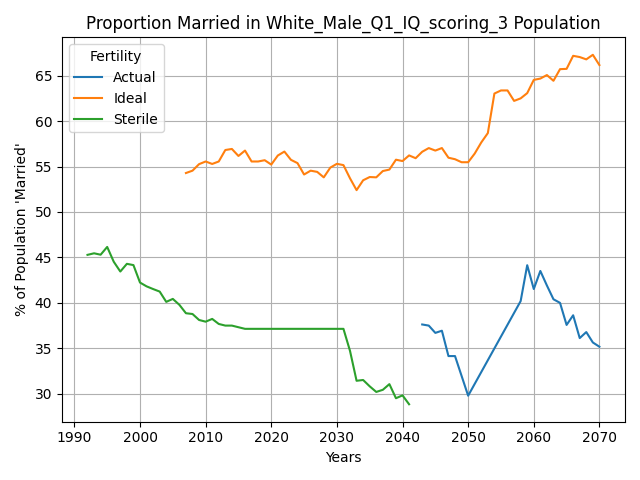 Proportion Married in White_Male_Q1_IQ_scoring_3 Population
Fertility
Actual
Ideal
Sterile
% of Population 'Married'
65
60
55
50
45
40
35
30
1990 2000 2010 2020 2030 2040 2050 2060 2070
Years